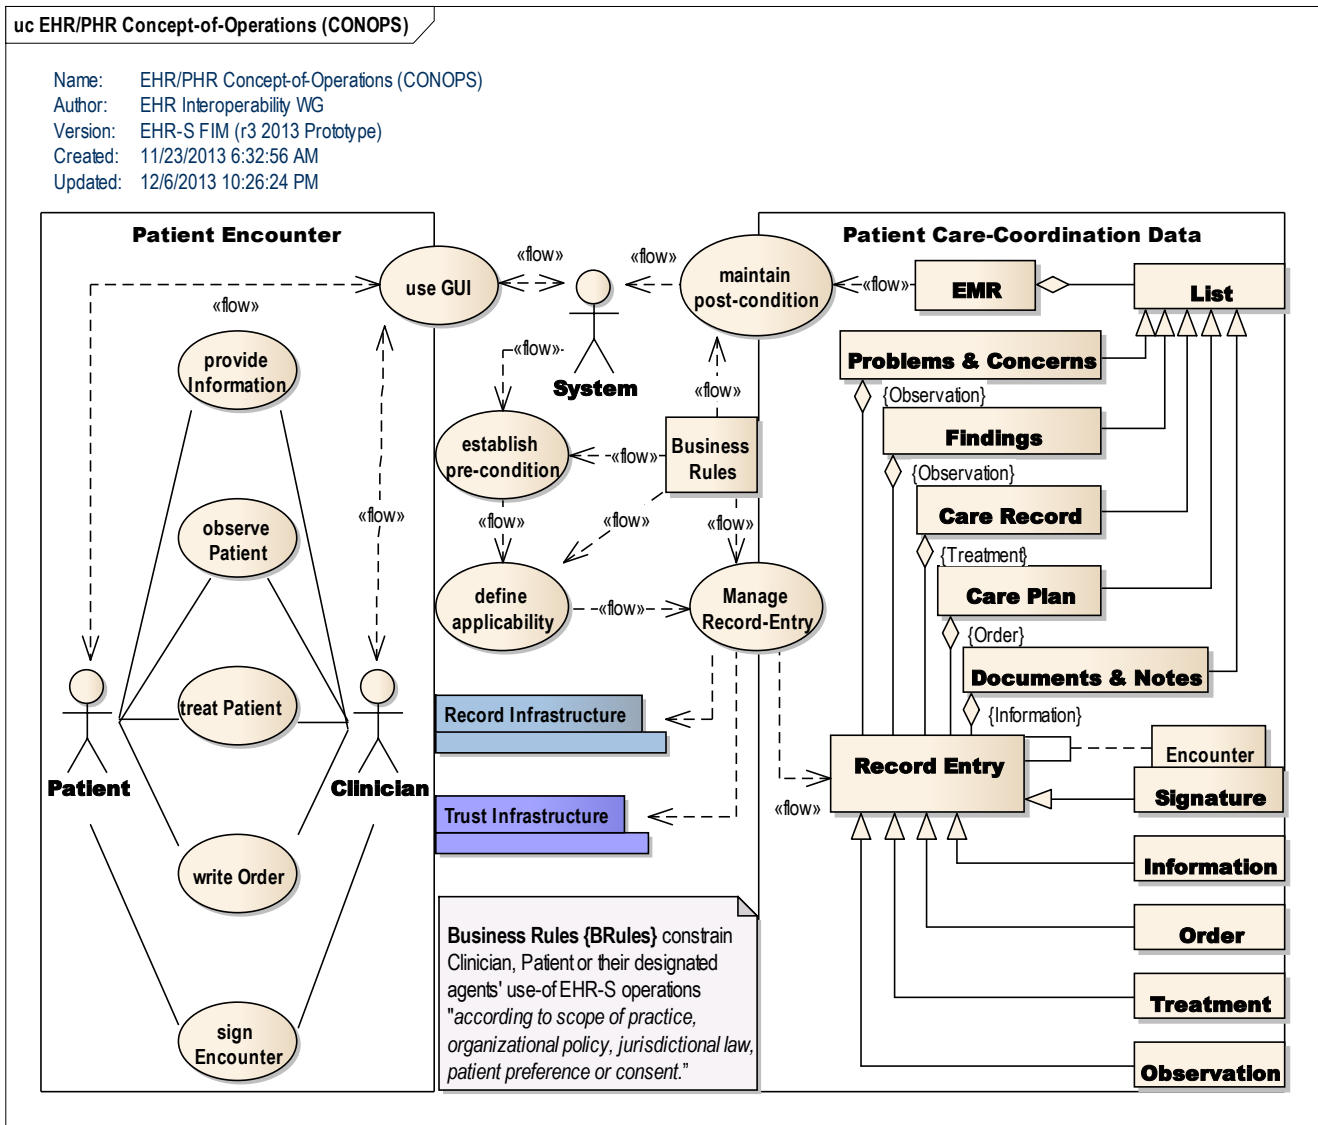 uc EHR/PHR Concept-of-Operations (CONOPS)
Name: EHR/PHR Concept-of-Operations (CONOPS)
Author: EHR Interoperability WG
Version: EHR-S FIM (r3 2013 Prototype)
Created: 11/23/2013 6:32:56 AM
Updated: 12/6/2013 10:26:24 PM
Patient Encounter
use GUI
«flow»
provide
Information
observe
Patient
«flow»
treat Patient
Patient
Clinician
write Order
sign
Encounter
«flow»
«flow»
System
«flow»
establish
pre-condition
«flow»
Business
Rules
«flow»
«flow»
«flow»
«flow»
define
applicability
«flow»
Manage
Record-Entry
Record Infrastructure
Trust Infrastructure
«flow»
Business Rules {BRules} constrain
Clinician, Patient or their designated
agents' use-of EHR-S operations
"according to scope of practice,
organizational policy, jurisdictional law,
patient preference or consent."
Patient Care-Coordination Data
maintain
post-condition
«flow»
EMR
List
Problems & Concerns
{Observation}
Findings
{Observation}
Care Record
{Treatment}
Care Plan
{Order}
Documents & Notes
{Information}
Record Entry
Encounter
Signature
Information
Order
Treatment
Observation